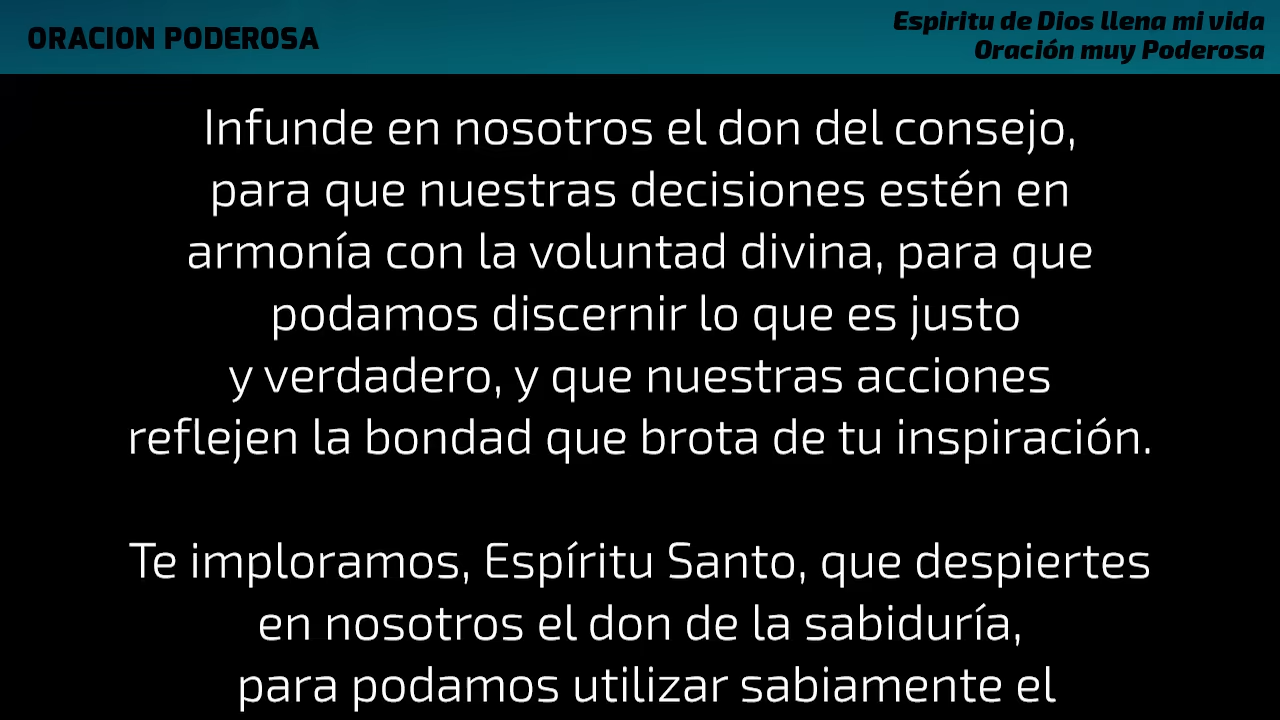 ORACION PODEROSA
Espiritu de Dios llena mi vida
Oración muy Poderosa
Infunde en nosotros el don del consejo,
para que nuestras decisiones estén en
armonía con la voluntad divina, para que
podamos discernir lo que es justo
y verdadero, y que nuestras acciones
reflejen la bondad que brota de tu inspiración.
Te imploramos, Espíritu Santo, que despiertes
en nosotros el don de la sabiduría,
para podamos utilizar sabiamente el